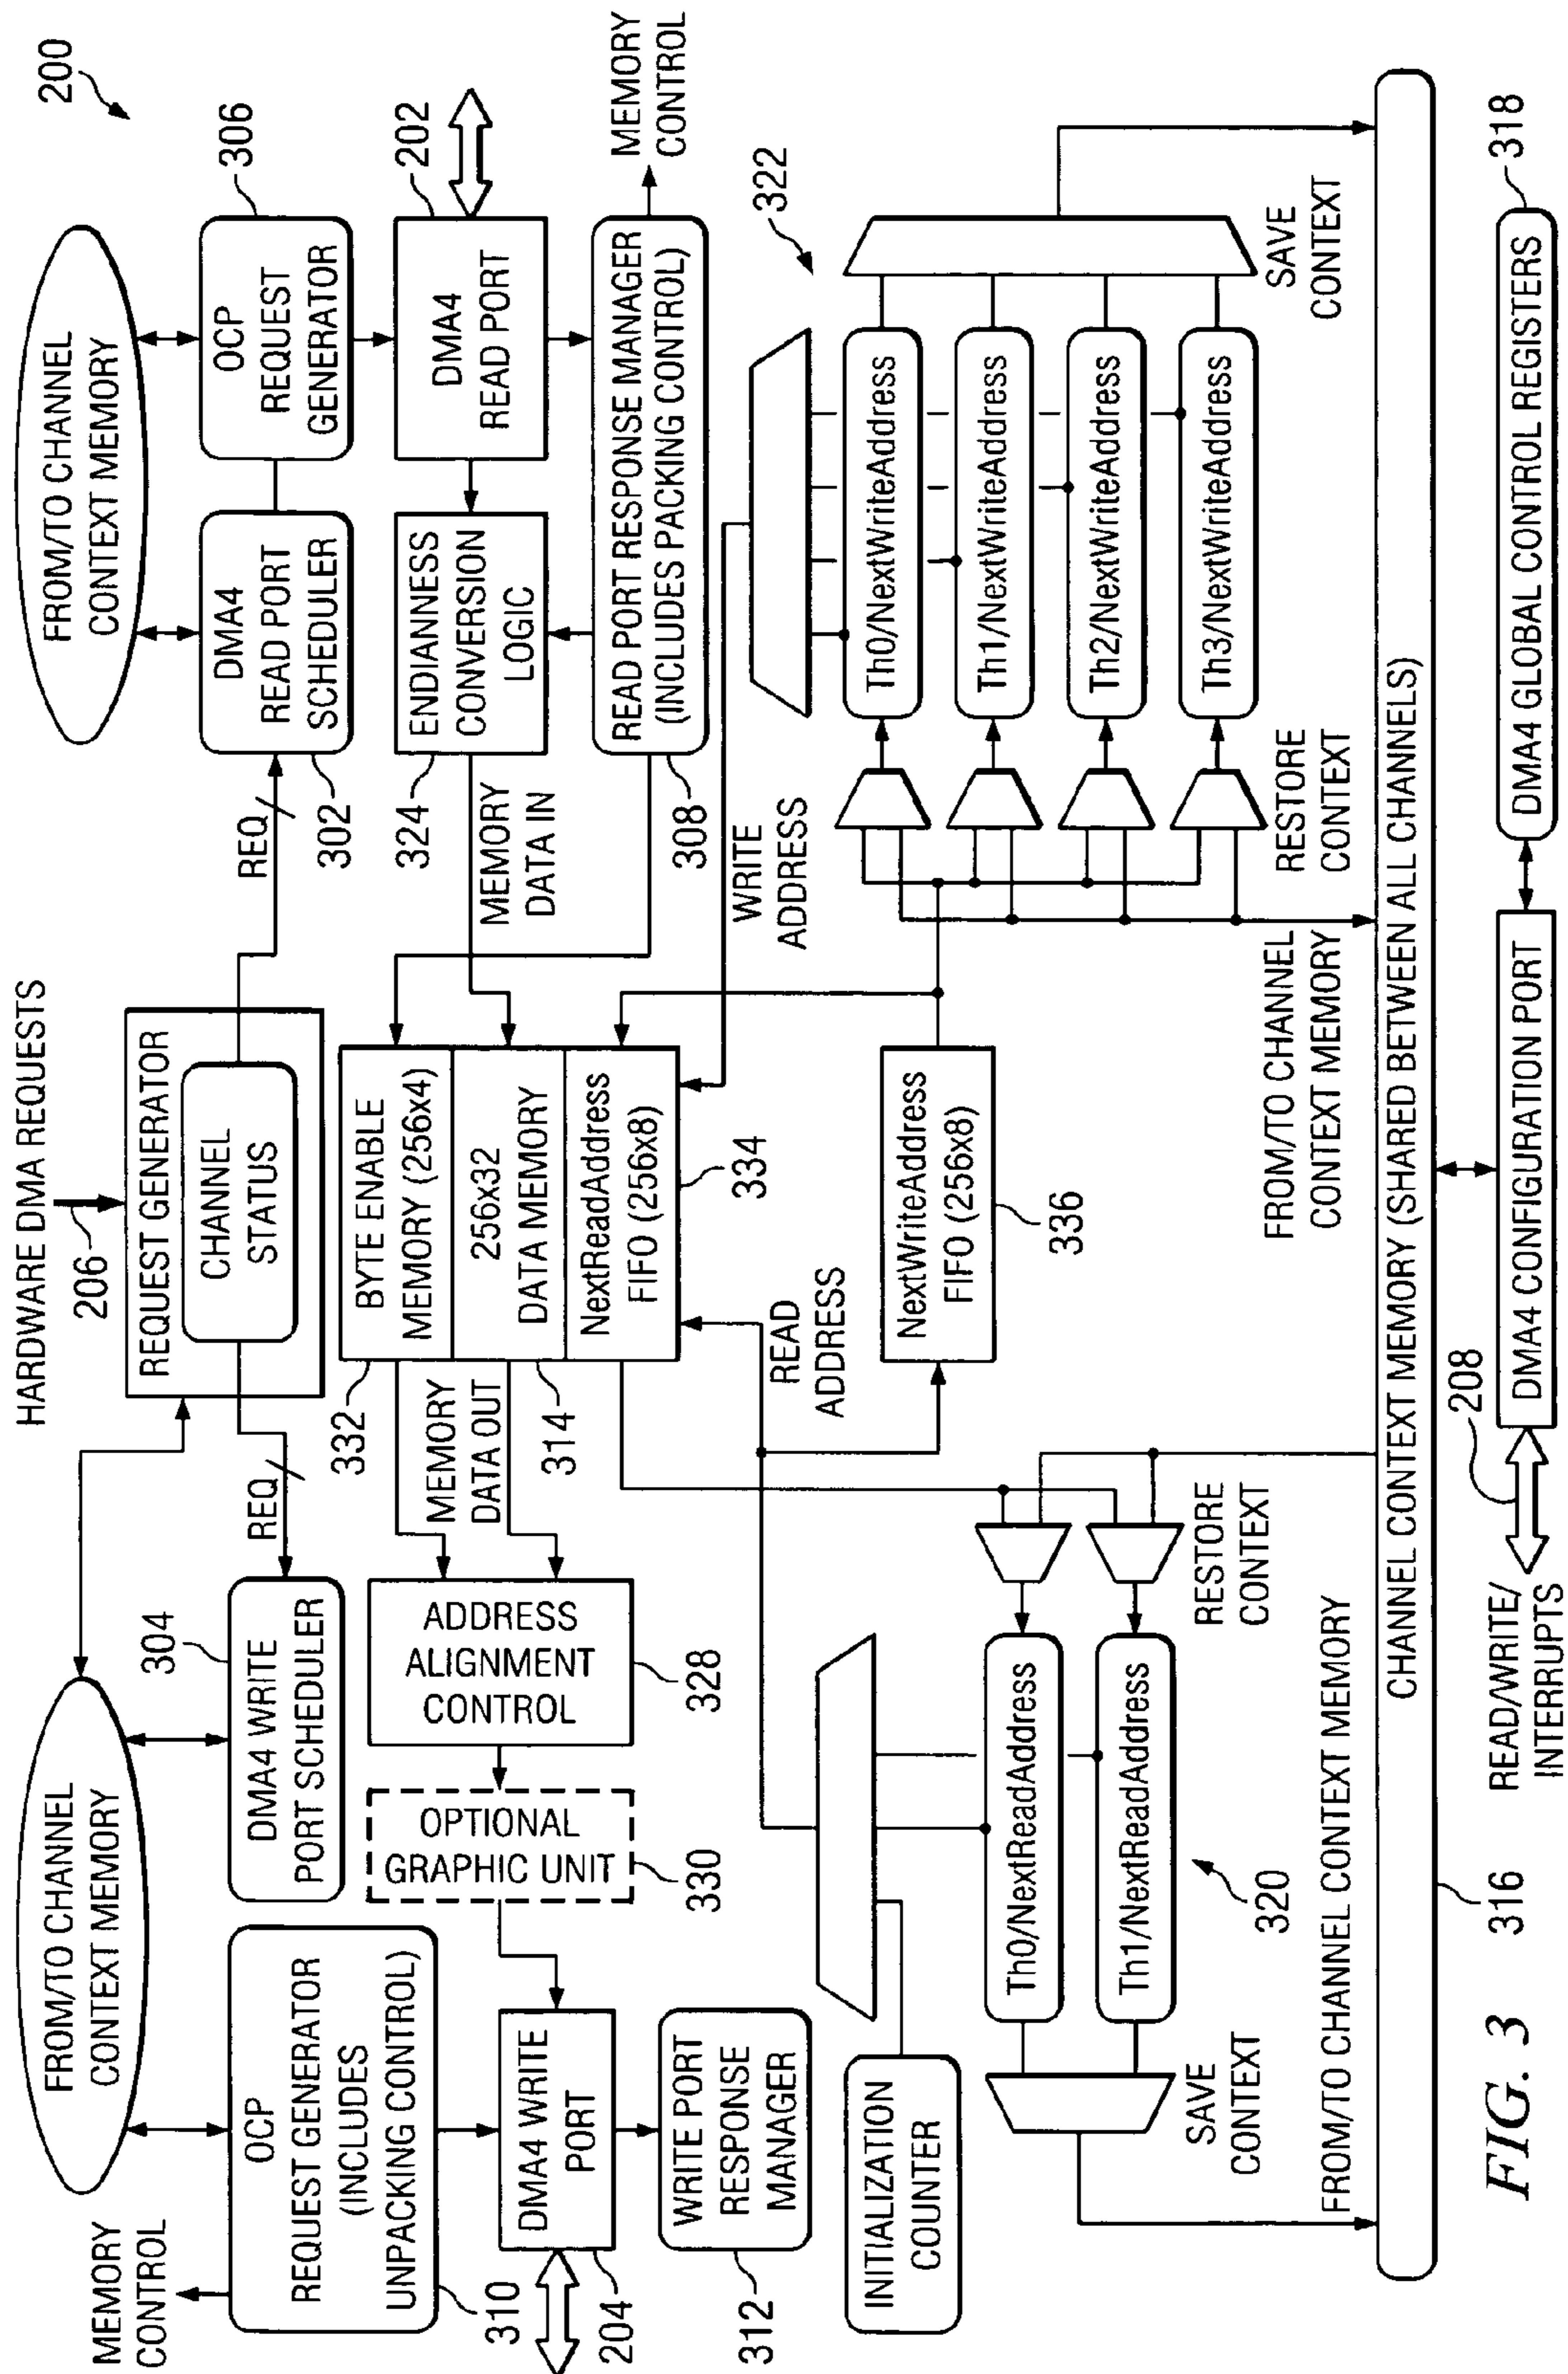 200
FROM/TO CHANNEL
CONTEXT MEMORY
HARDWARE DMA REQUESTS
206
REQUEST GENERATOR
CHANNEL
STATUS
FROM/TO CHANNEL
CONTEXT MEMORY
MEMORY
CONTROL
OCP
REQUEST GENERATOR
(INCLUDES
UNPACKING CONTROL)
310
DMA4 WRITE
PORT SCHEDULER
304
REQ
REQ
DMA4
READ PORT
SCHEDULER
302
OCP
REQUEST
GENERATOR
306
DMA4 WRITE
PORT
204
WRITE PORT
RESPONSE
MANAGER
312
OPTIONAL
GRAPHIC UNIT
330
ADDRESS
ALIGNMENT
CONTROL
328
MEMORY
DATA OUT
332
BYTE ENABLE
MEMORY (256x4)
256x32
DATA MEMORY
314
NextReadAddress
FIFO (256x8)
334
MEMORY
DATA IN
ENDIANNESS
CONVERSION
LOGIC
324
DMA4
READ PORT
202
READ PORT RESPONSE MANAGER
(INCLUDES PACKING CONTROL)
308
MEMORY
CONTROL
INITIALIZATION
COUNTER
READ
ADDRESS
WRITE
ADDRESS
322
NextWriteAddress
FIFO (256x8)
336
Th0/NextReadAddress
Th1/NextReadAddress
320
SAVE
CONTEXT
RESTORE
CONTEXT
Th0/NextWriteAddress
Th1/NextWriteAddress
Th2/NextWriteAddress
Th3/NextWriteAddress
RESTORE
CONTEXT
SAVE
CONTEXT
FROM/TO CHANNEL CONTEXT MEMORY
FROM/TO CHANNEL
CONTEXT MEMORY
CHANNEL CONTEXT MEMORY (SHARED BETWEEN ALL CHANNELS)
316
READ/WRITE/
INTERRUPTS
208
DMA4 CONFIGURATION PORT
DMA4 GLOBAL CONTROL REGISTERS
318
FIG. 3